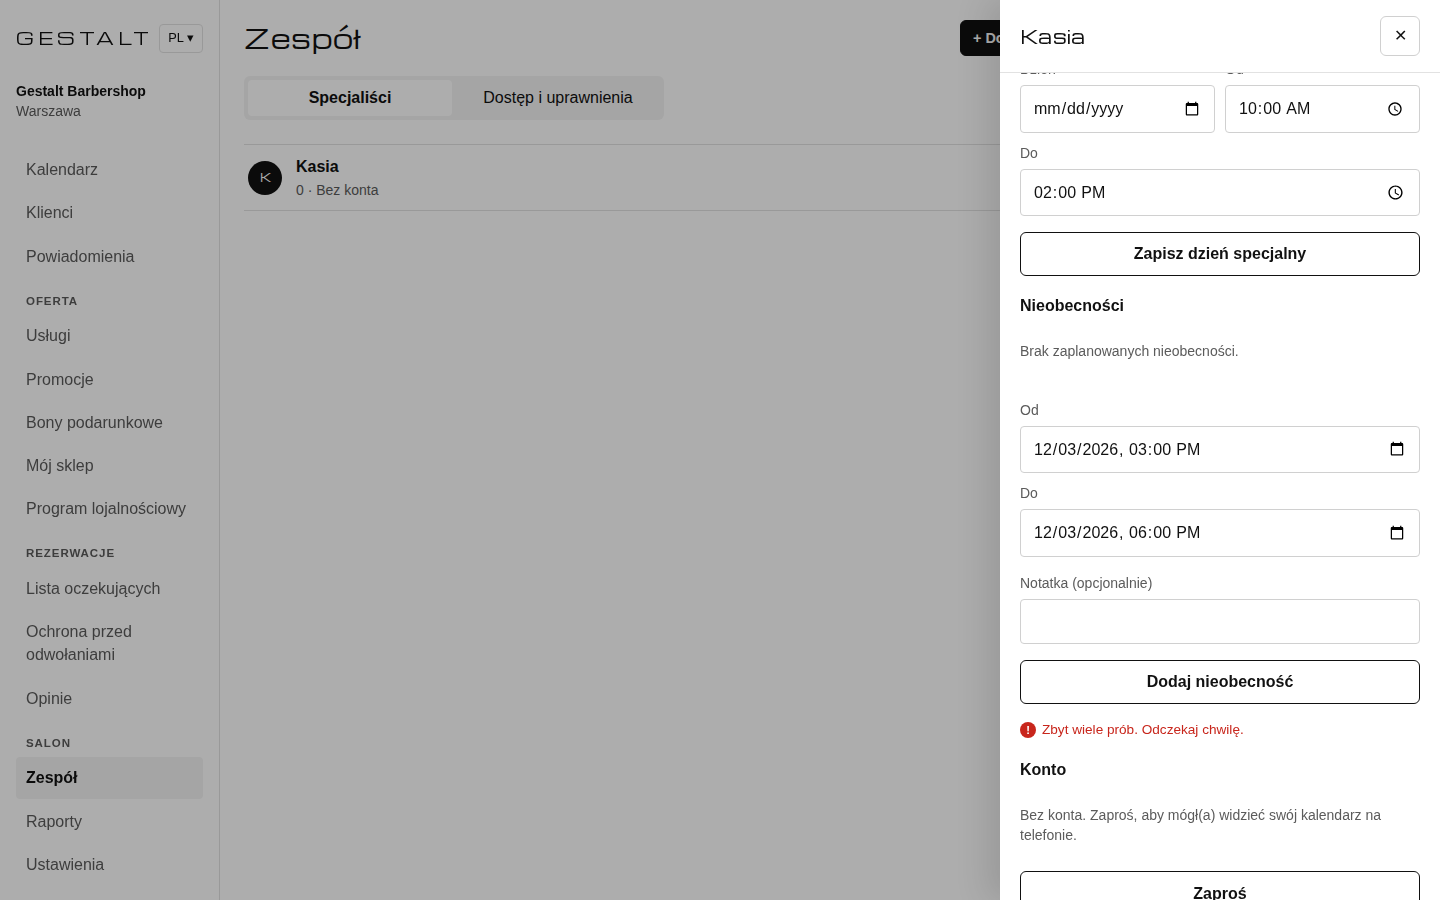 GESTALT
PL ▾
Gestalt Barbershop
Warszawa
Kalendarz
Klienci
Powiadomienia
OFERTA
Usługi
Promocje
Bony podarunkowe
Mój sklep
Program lojalnościowy
REZERWACJE
Lista oczekujących
Ochrona przed
odwołaniami
Opinie
SALON
Zespół
Raporty
Ustawienia
Zespół
Specjaliści
Dostęp i uprawnienia
K
Kasia
0 · Bez konta
Kasia
✕
mm/dd/yyyy
10:00 AM
Do
02:00 PM
Zapisz dzień specjalny
Nieobecności
Brak zaplanowanych nieobecności.
Od
12/03/2026, 03:00 PM
Do
12/03/2026, 06:00 PM
Notatka (opcjonalnie)
Dodaj nieobecność
Zbyt wiele prób. Odczekaj chwilę.
Konto
Bez konta. Zaproś, aby mógł(a) widzieć swój kalendarz na
telefonie.
Zaproś